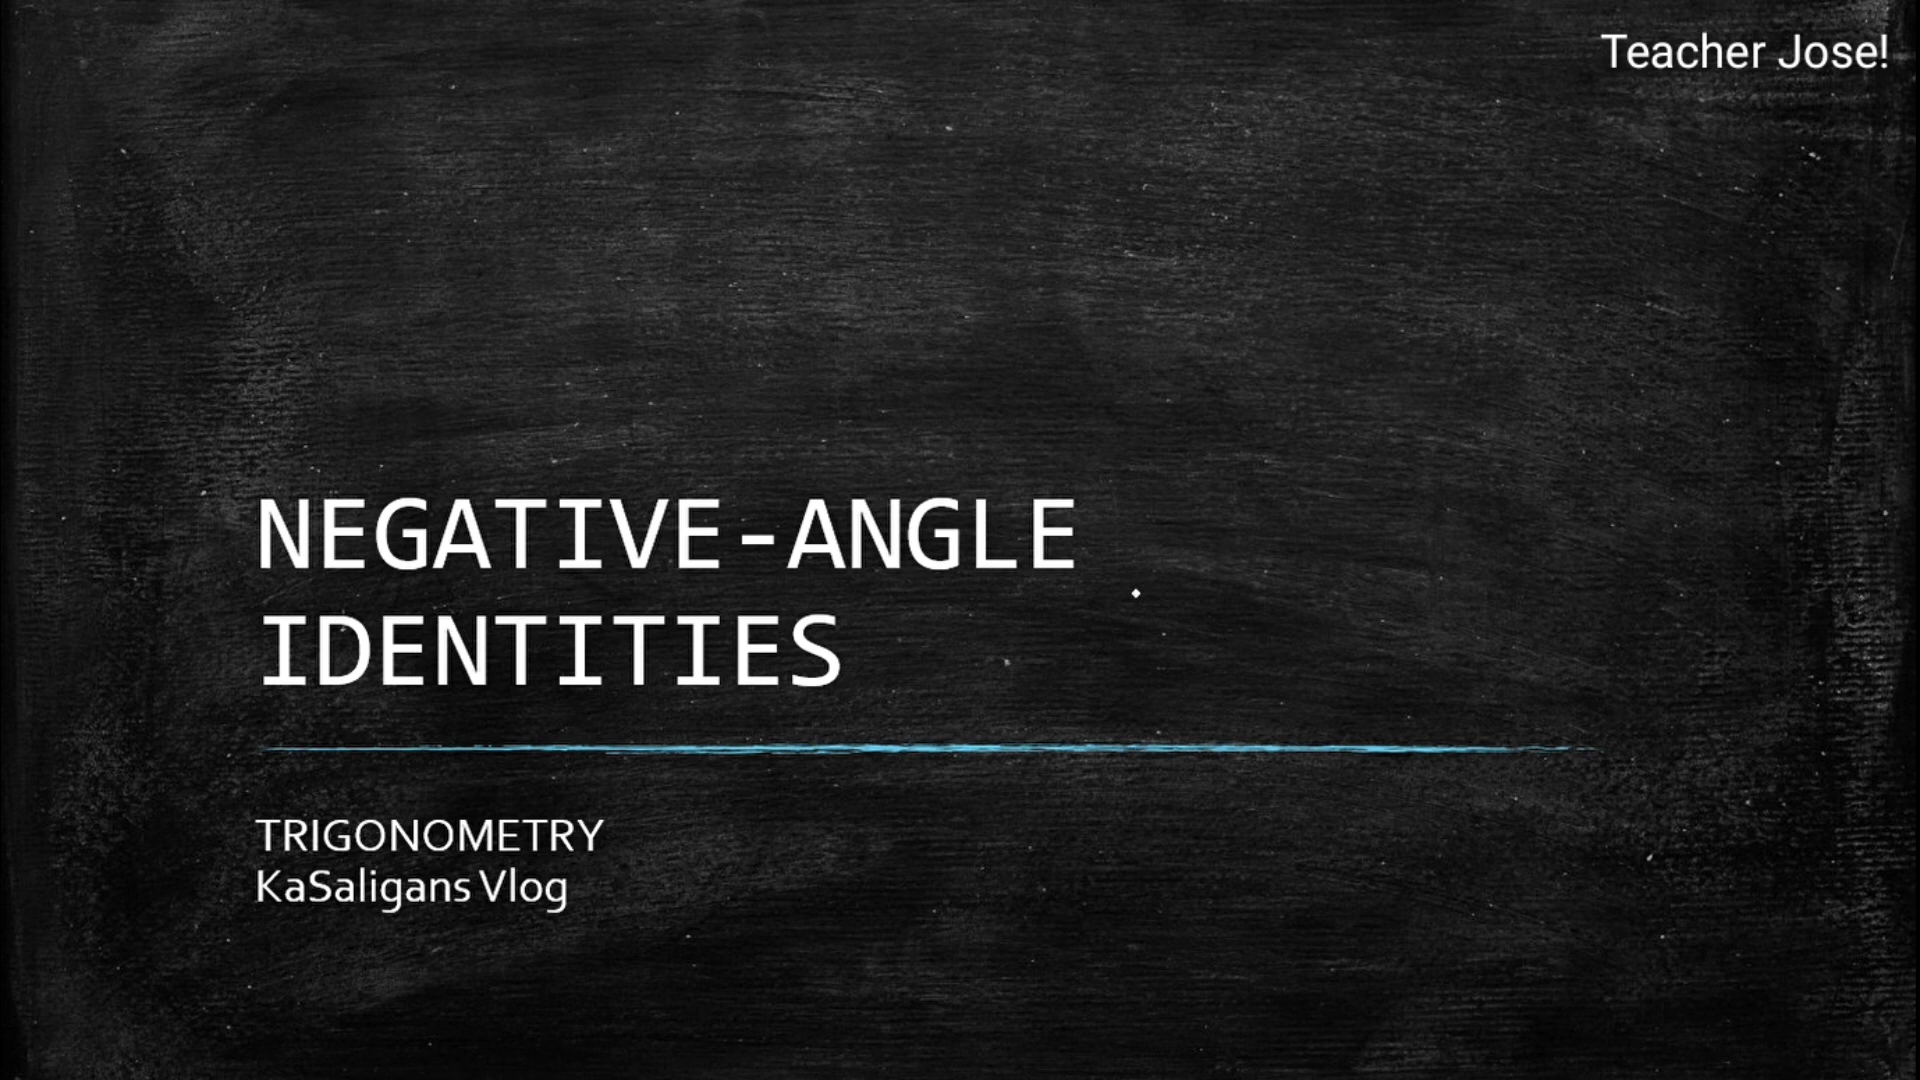 Teacher Jose!
NEGATIVE-ANGLE
IDENTITIES
TRIGONOMETRY
KaSaligans Vlog